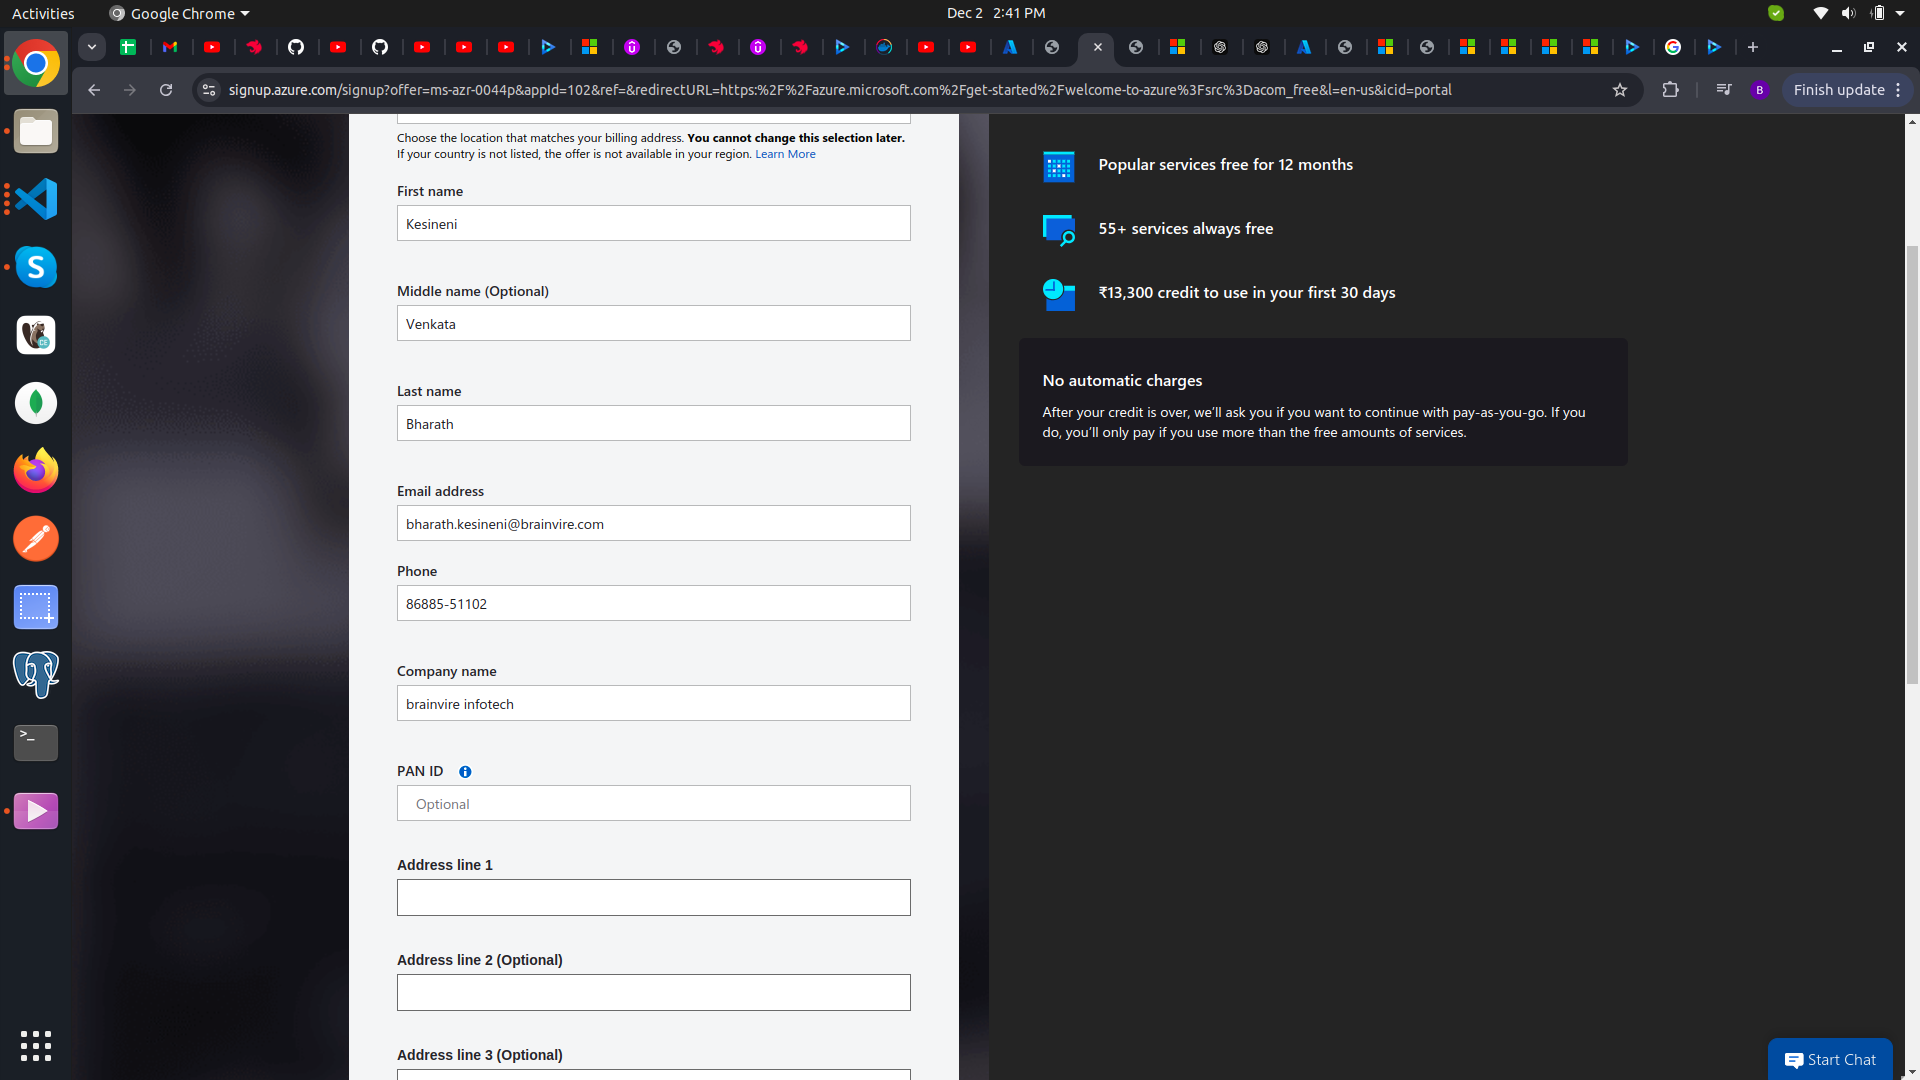 Activities
Google Chrome
Dec 2 2:41 PM
signup.azure.com/signup?offer=ms-azr-0044p&appId=102&ref=&redirectURL=https:%2F%2Fazure.microsoft.com%2Fget-started%2Fwelcome-to-azure%3Fsrc%3Dacom_free&l=en-us&icid=portal
B
Finish update
Choose the location that matches your billing address. You cannot change this selection later.
If your country is not listed, the offer is not available in your region. Learn More
First name
Kesineni
Middle name (Optional)
Venkata
Last name
Bharath
Email address
bharath.kesineni@brainvire.com
Phone
86885-51102
Company name
brainvire infotech
PAN ID
Optional
Address line 1
Address line 2 (Optional)
Address line 3 (Optional)
Popular services free for 12 months
55+ services always free
₹13,300 credit to use in your first 30 days
No automatic charges
After your credit is over, we’ll ask you if you want to continue with pay-as-you-go. If you
do, you’ll only pay if you use more than the free amounts of services.
Start Chat